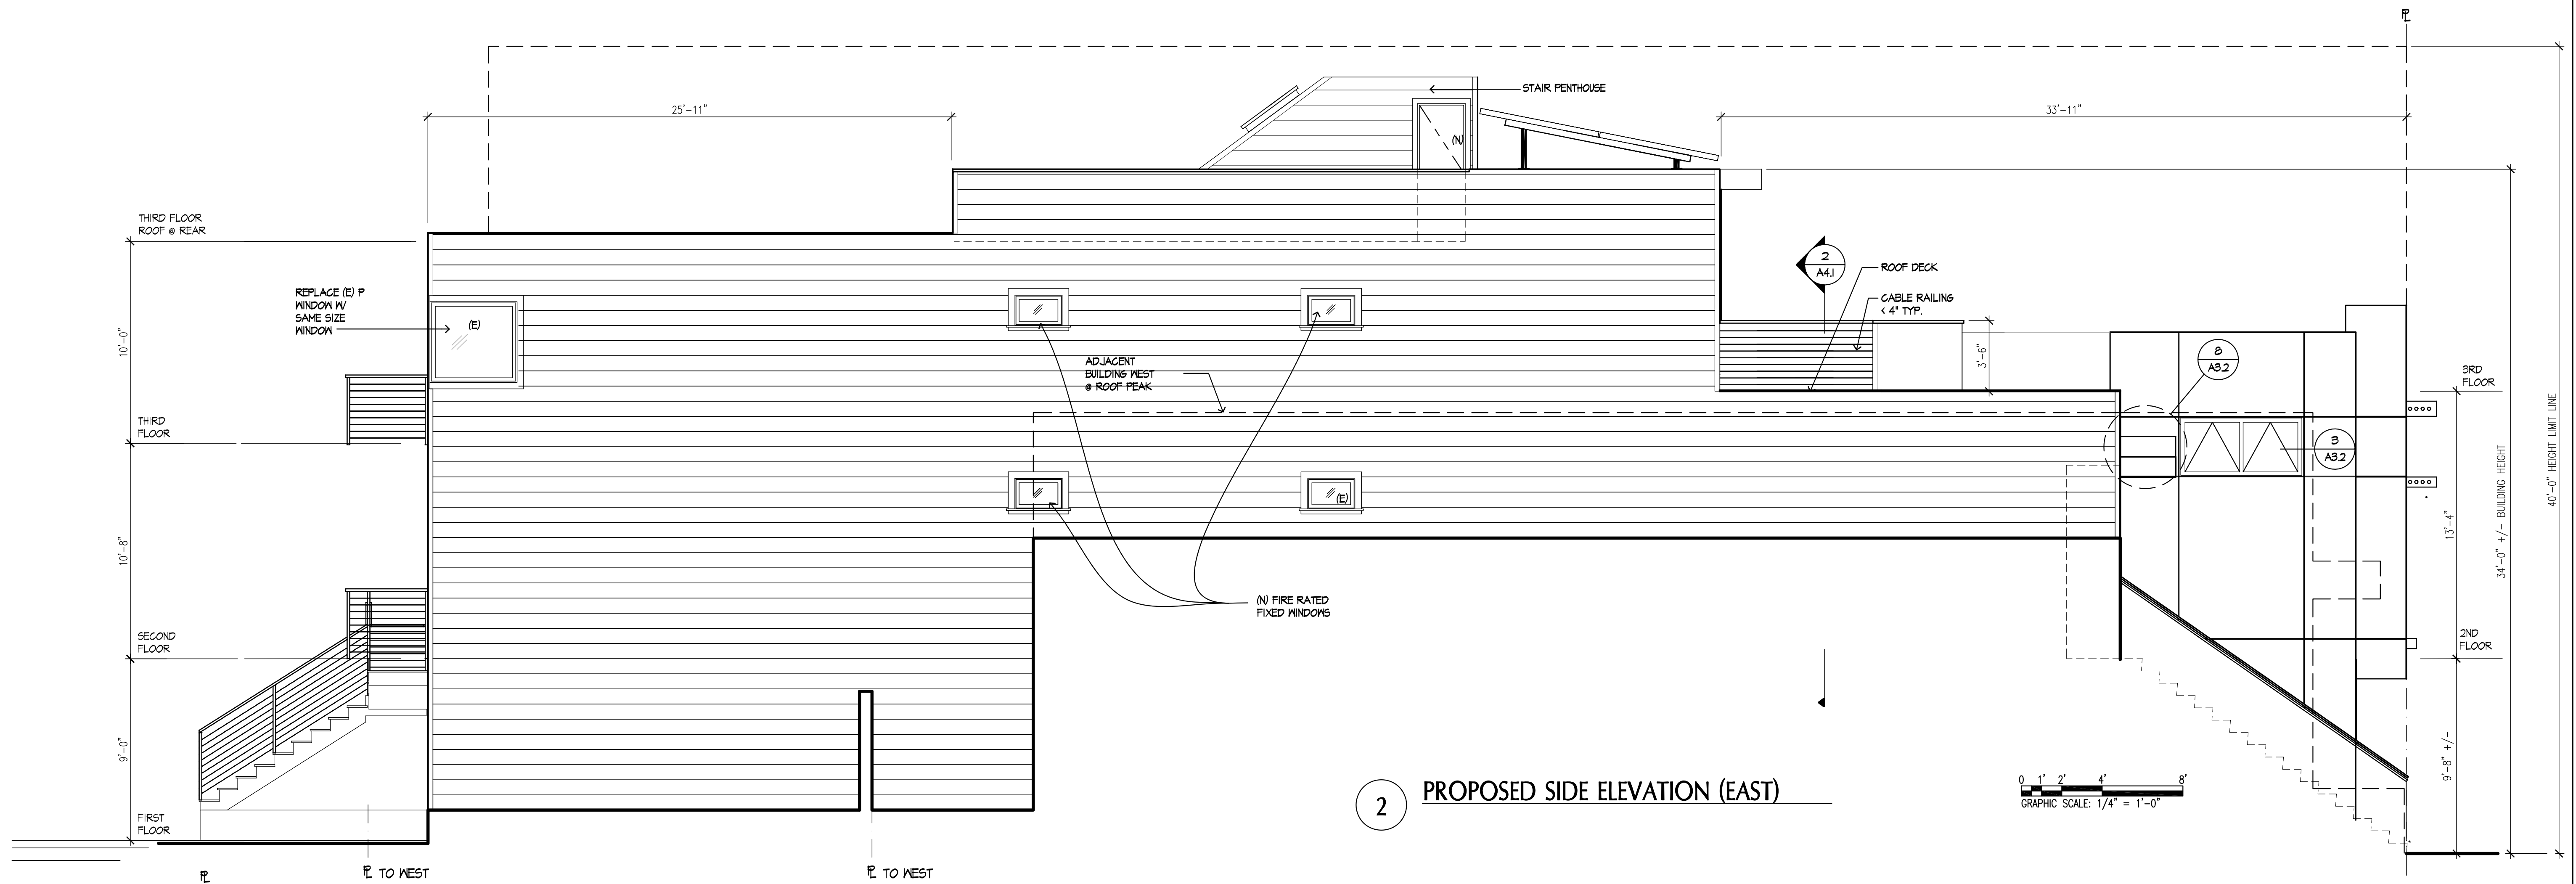 PL
25'-11"
STAIR PENTHOUSE
33'-11"
(N)
THIRD FLOOR
ROOF @ REAR
REPLACE (E) P
WINDOW W/
SAME SIZE
WINDOW
(E)
10'-0"
2
A4.1
ROOF DECK
CABLE RAILING
< 4" TYP.
3'-6"
ADJACENT
BUILDING WEST
@ ROOF PEAK
8
A3.2
3RD
FLOOR
THIRD
FLOOR
3
A3.2
40'-0" HEIGHT LIMIT LINE
(E)
10'-8"
13'-4"
34'-0" +/- BUILDING HEIGHT
(N) FIRE RATED
FIXED WINDOWS
SECOND
FLOOR
2ND
FLOOR
9'-0"
9'-8" +/-
2
PROPOSED SIDE ELEVATION (EAST)
0 1' 2' 4' 8'
GRAPHIC SCALE: 1/4" = 1'-0"
FIRST
FLOOR
PL
PL TO WEST
PL TO WEST